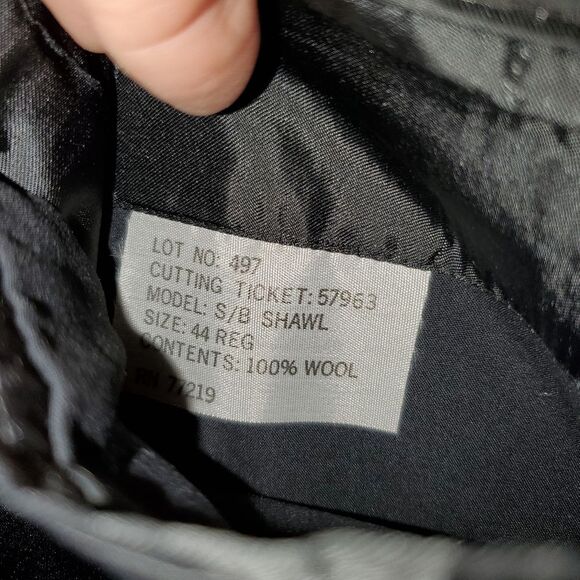 LOT NO: 497
CUTTING TICKET: 57963
MODEL: S/B SHAWL
SIZE: 44 REG
CONTENTS: 100% WOOL
RN 77219